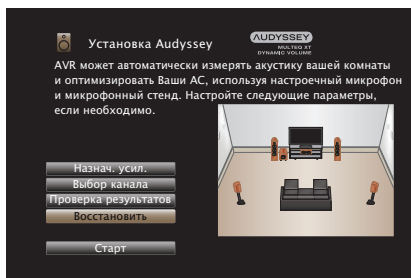 Установка Audyssey
AUDYSSEY
MULTEQ XT
DYNAMIC VOLUME
AVR может автоматически измерять акустику вашей комнаты
и оптимизировать Ваши АС, используя настроечный микрофон
и микрофонный стенд. Настройте следующие параметры,
если необходимо.
Назнач. усил.
Выбор канала
Проверка результатов
Восстановить
Старт